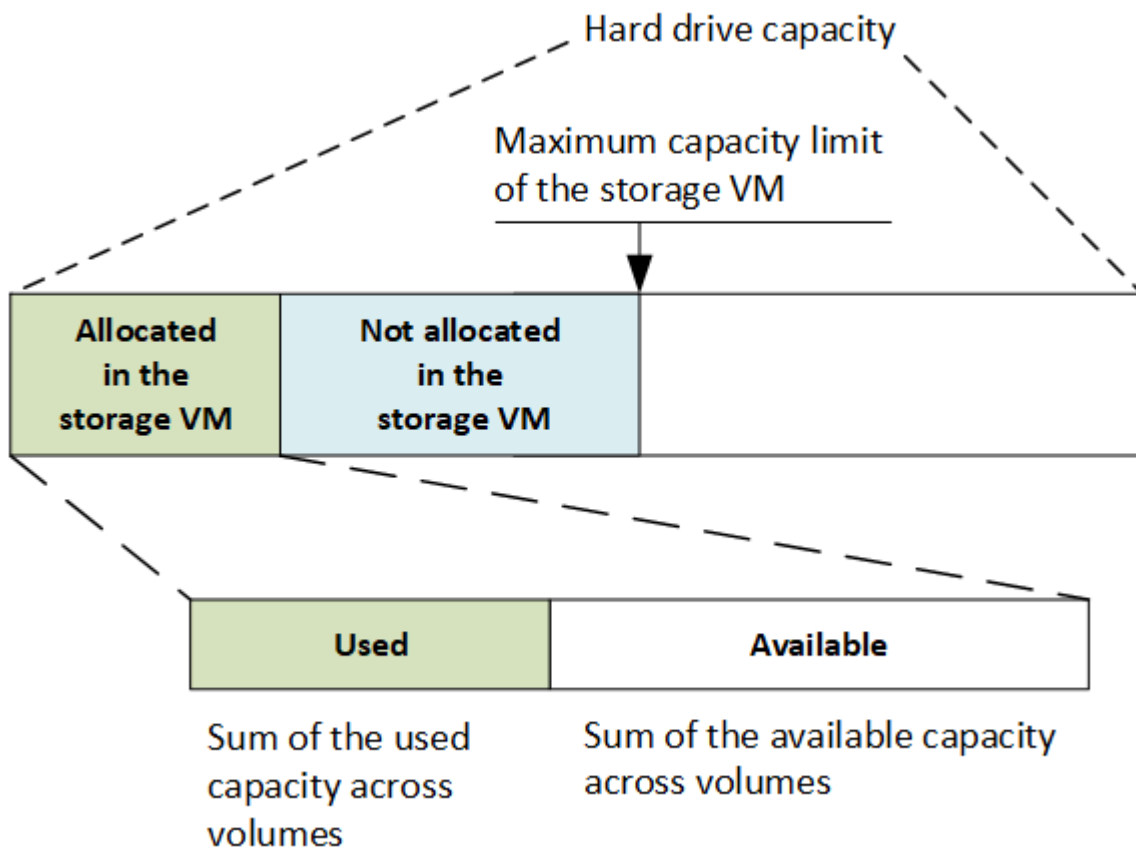 Hard drive capacity
Maximum capacity limit
of the storage VM
Allocated
in the
storage VM
Not allocated
in the
storage VM
Used
Available
Sum of the used
capacity across
volumes
Sum of the available capacity
across volumes